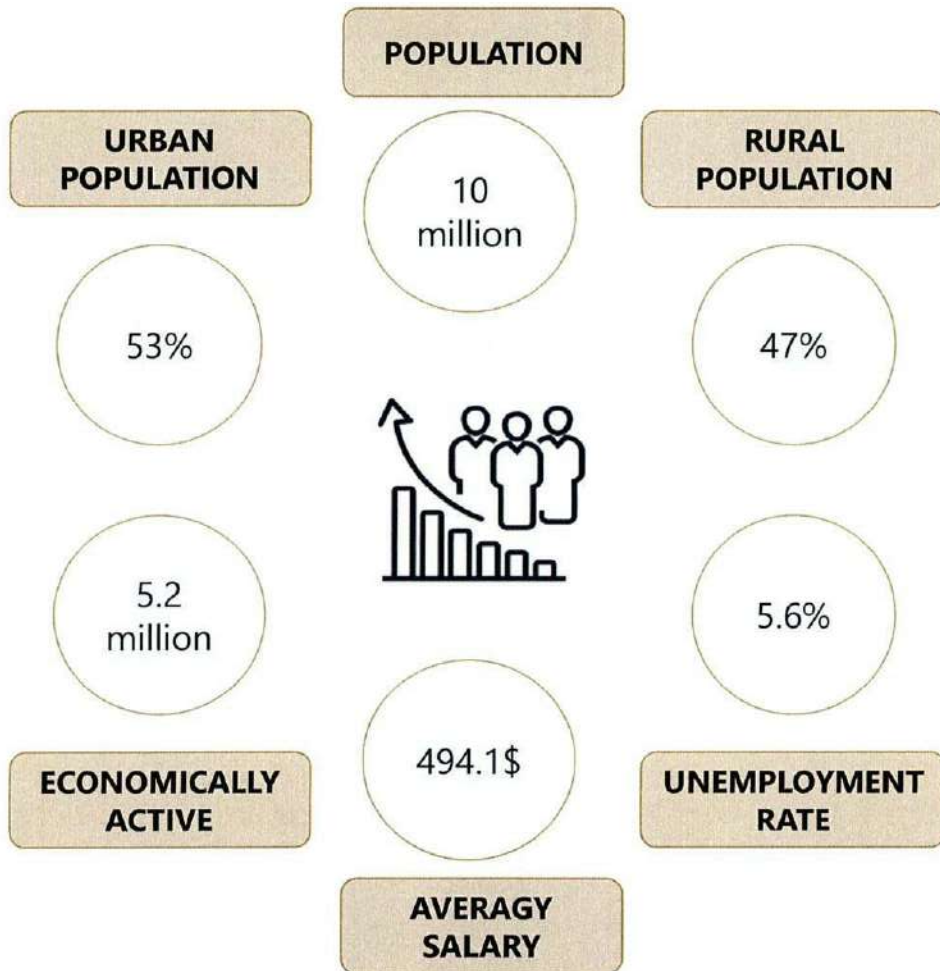 POPULATION
10
million
URBAN
POPULATION
53%
RURAL
POPULATION
47%
5.2
million
ECONOMICALLY
ACTIVE
494.1$
AVERAGY
SALARY
5.6%
UNEMPLOYMENT
RATE